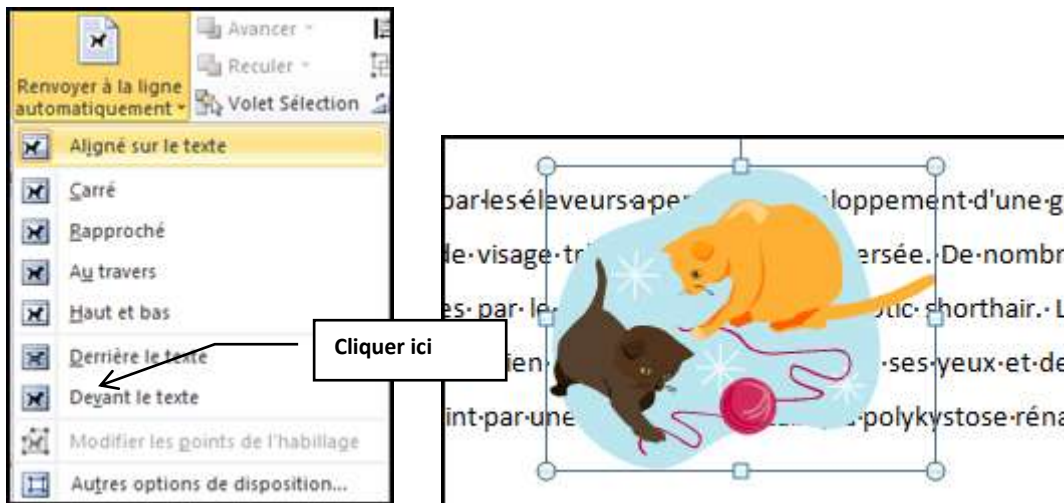 Avancer
Reculer
Renvoyer à la ligne
automatiquement
Volet Sélection
Aligné sur le texte
Carré
Rapproché
Au travers
Haut et bas
Derrière le texte
Devant le texte
Modifier les points de l'habillage
Autres options de disposition...
Cliquer ici
par·les·éleveurs·a· loppement·d'une·g
de·visage· ersée.·De·nombr
es·par· shorthair.·L
ien· ·ses·yeux·et·de
int·par·une polykystose·réna